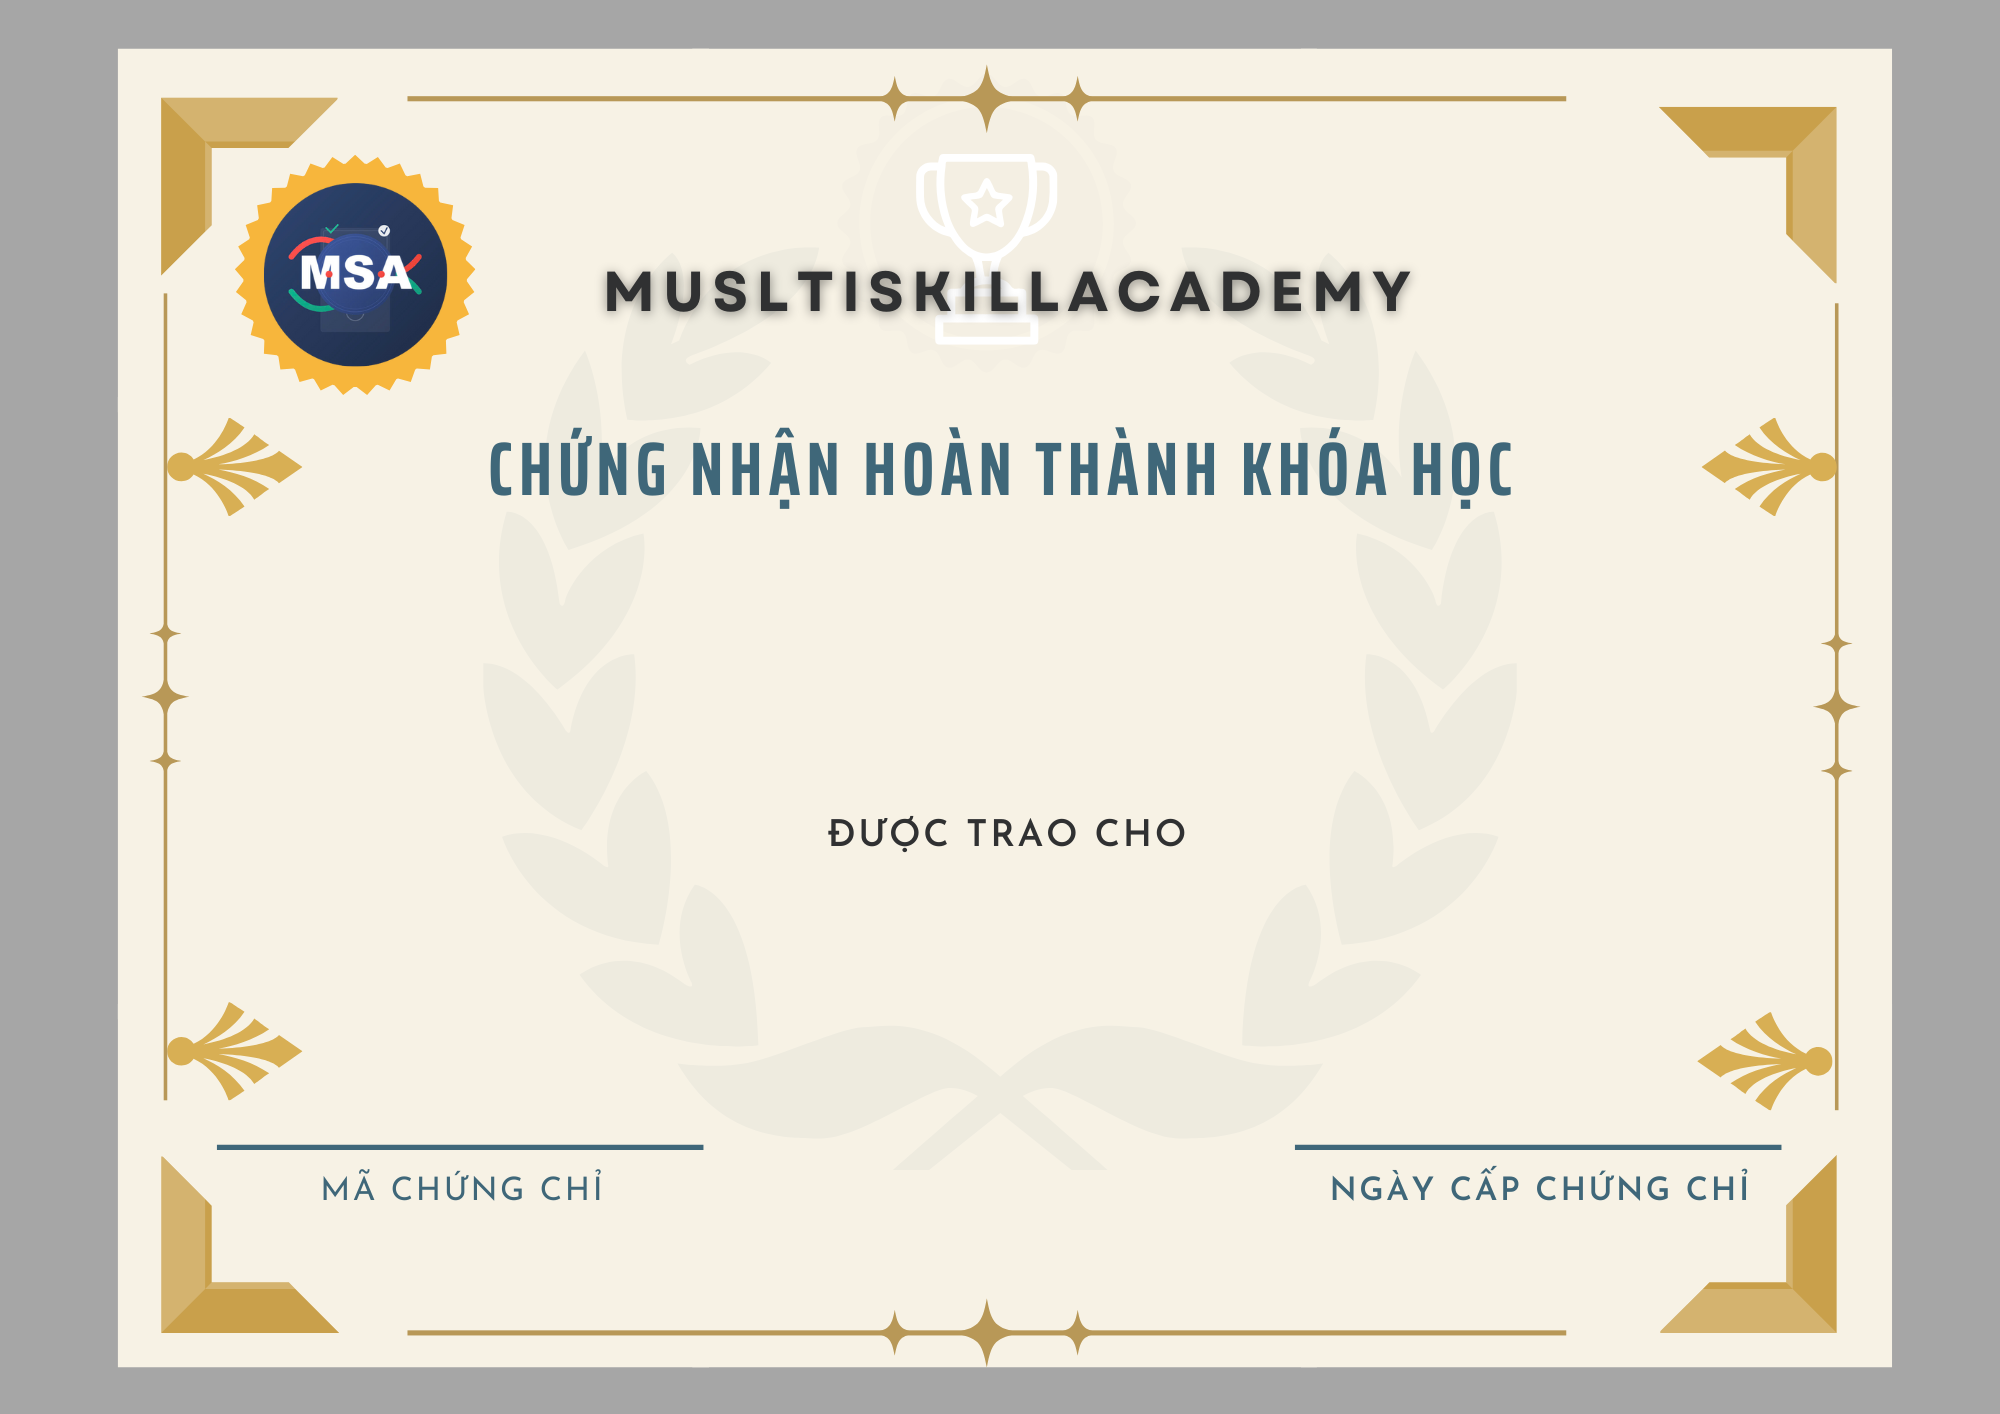 MSA
MUSLTISKILLACADEMY
CHỨNG NHẬN HOÀN THÀNH KHÓA HỌC
ĐƯỢC TRAO CHO
MÃ CHỨNG CHỈ
NGÀY CẤP CHỨNG CHỈ